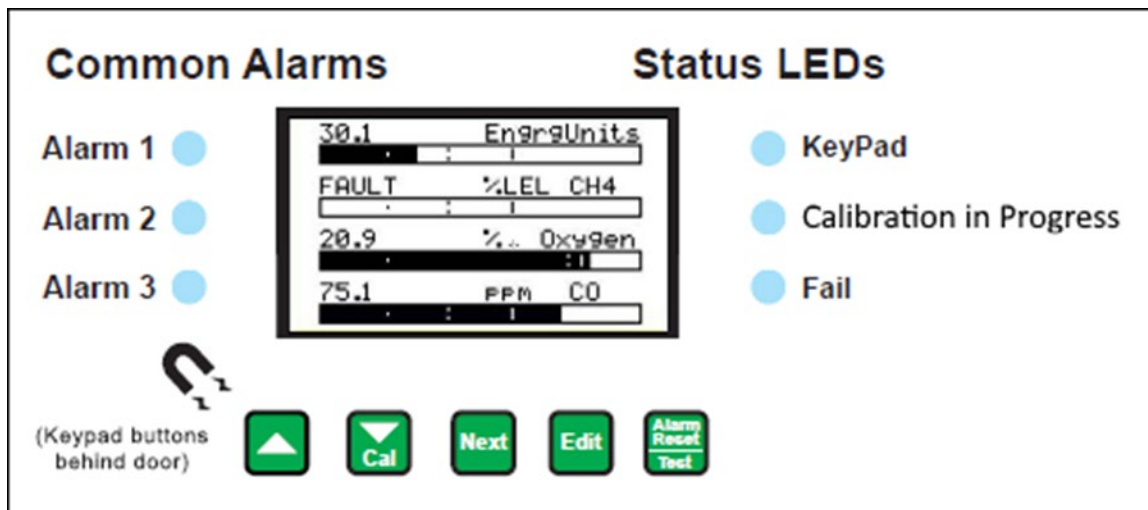 Common Alarms
Status LEDs
Alarm 1
Alarm 2
Alarm 3
30.1 EngrgUnits
FAULT %LEL CH4
20.9 % Oxygen
75.1 PPM CO
KeyPad
Calibration in Progress
Fail
(Keypad buttons
behind door)
Cal
Next
Edit
Alarm
Reset
Test